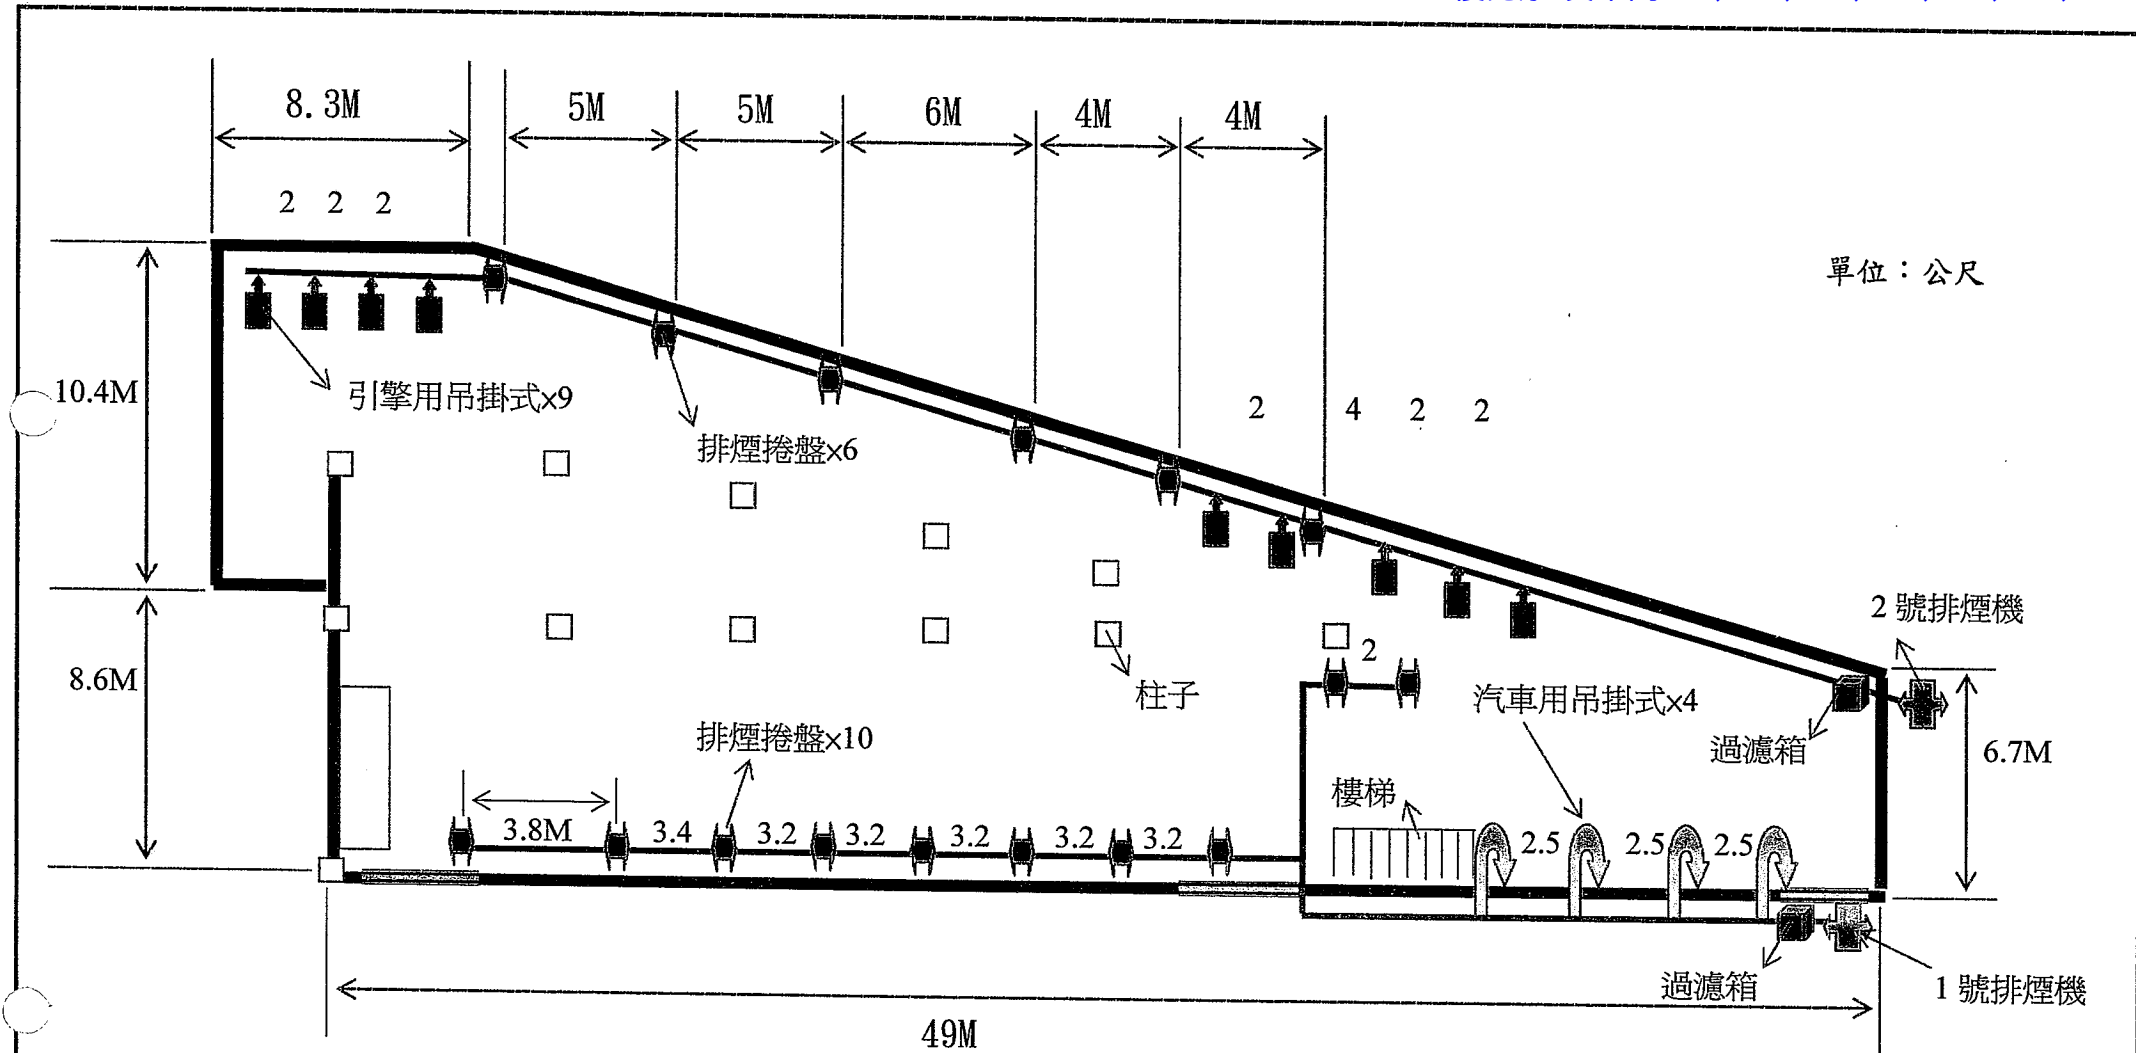 8.3M
5M
5M
6M
4M
4M
2 2 2
單位：公尺
10.4M
引擎用吊掛式×9
排煙捲盤×6
2 4 2 2
2 號排煙機
8.6M
2
柱子
汽車用吊掛式×4
過濾箱
6.7M
排煙捲盤×10
樓梯
3.8M 3.4 3.2 3.2 3.2 3.2 3.2
2.5 2.5 2.5
過濾箱
1 號排煙機
49M